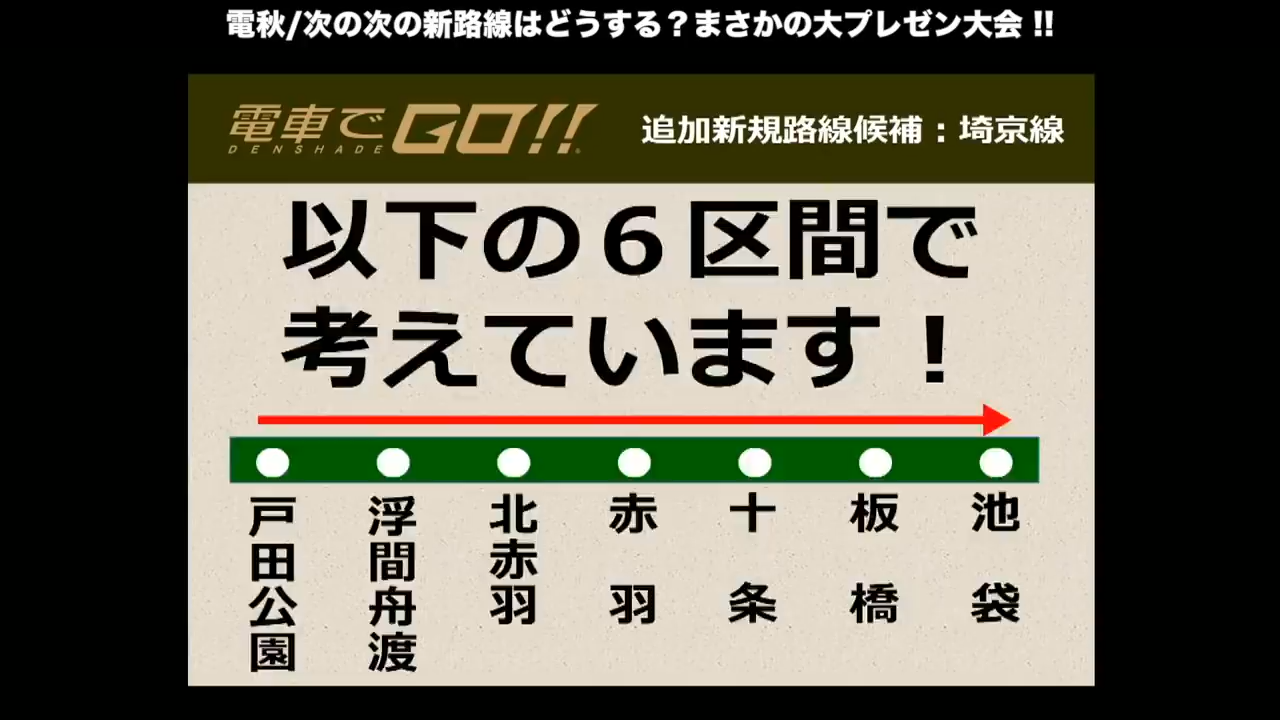 電秋/次の次の新路線はどうする？まさかの大プレゼン大会 !!
電車でGO!!
DENSHADE
追加新規路線候補：埼京線
以下の６区間で
考えています！
戸田公園
浮間舟渡
北赤羽
赤羽
十条
板橋
池袋